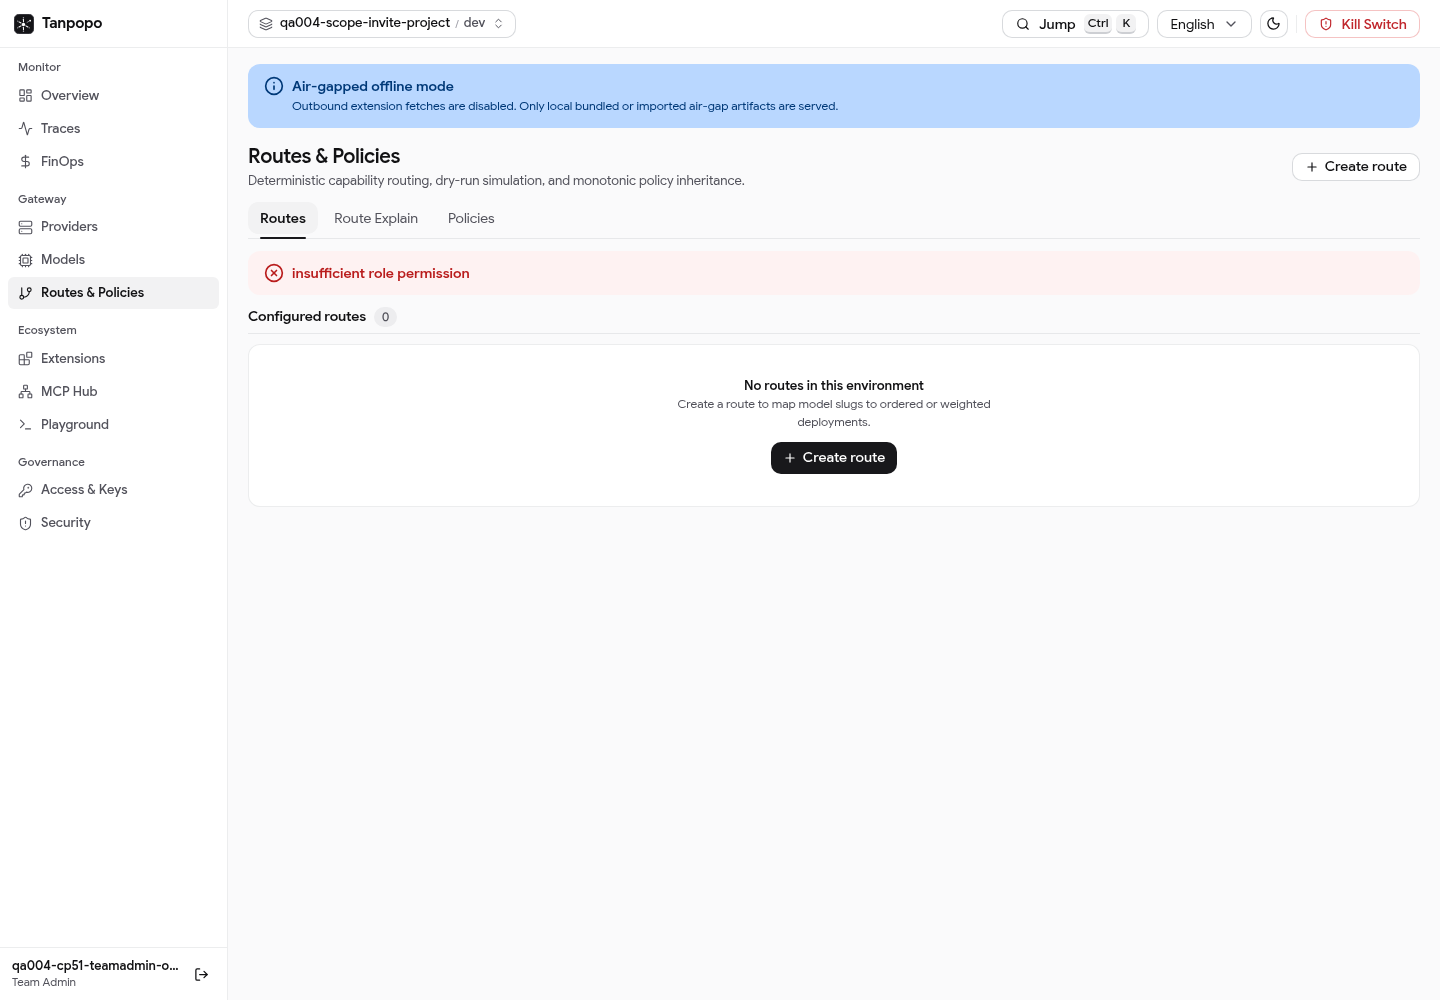 Tanpopo
qa004-scope-invite-project / dev
Jump Ctrl K
English
Kill Switch
Monitor
Overview
Traces
FinOps
Gateway
Providers
Models
Routes & Policies
Ecosystem
Extensions
MCP Hub
Playground
Governance
Access & Keys
Security
qa004-cp51-teamadmin-o...
Team Admin
Air-gapped offline mode
Outbound extension fetches are disabled. Only local bundled or imported air-gap artifacts are served.
Routes & Policies
Deterministic capability routing, dry-run simulation, and monotonic policy inheritance.
+ Create route
Routes Route Explain Policies
insufficient role permission
Configured routes 0
No routes in this environment
Create a route to map model slugs to ordered or weighted
deployments.
+ Create route